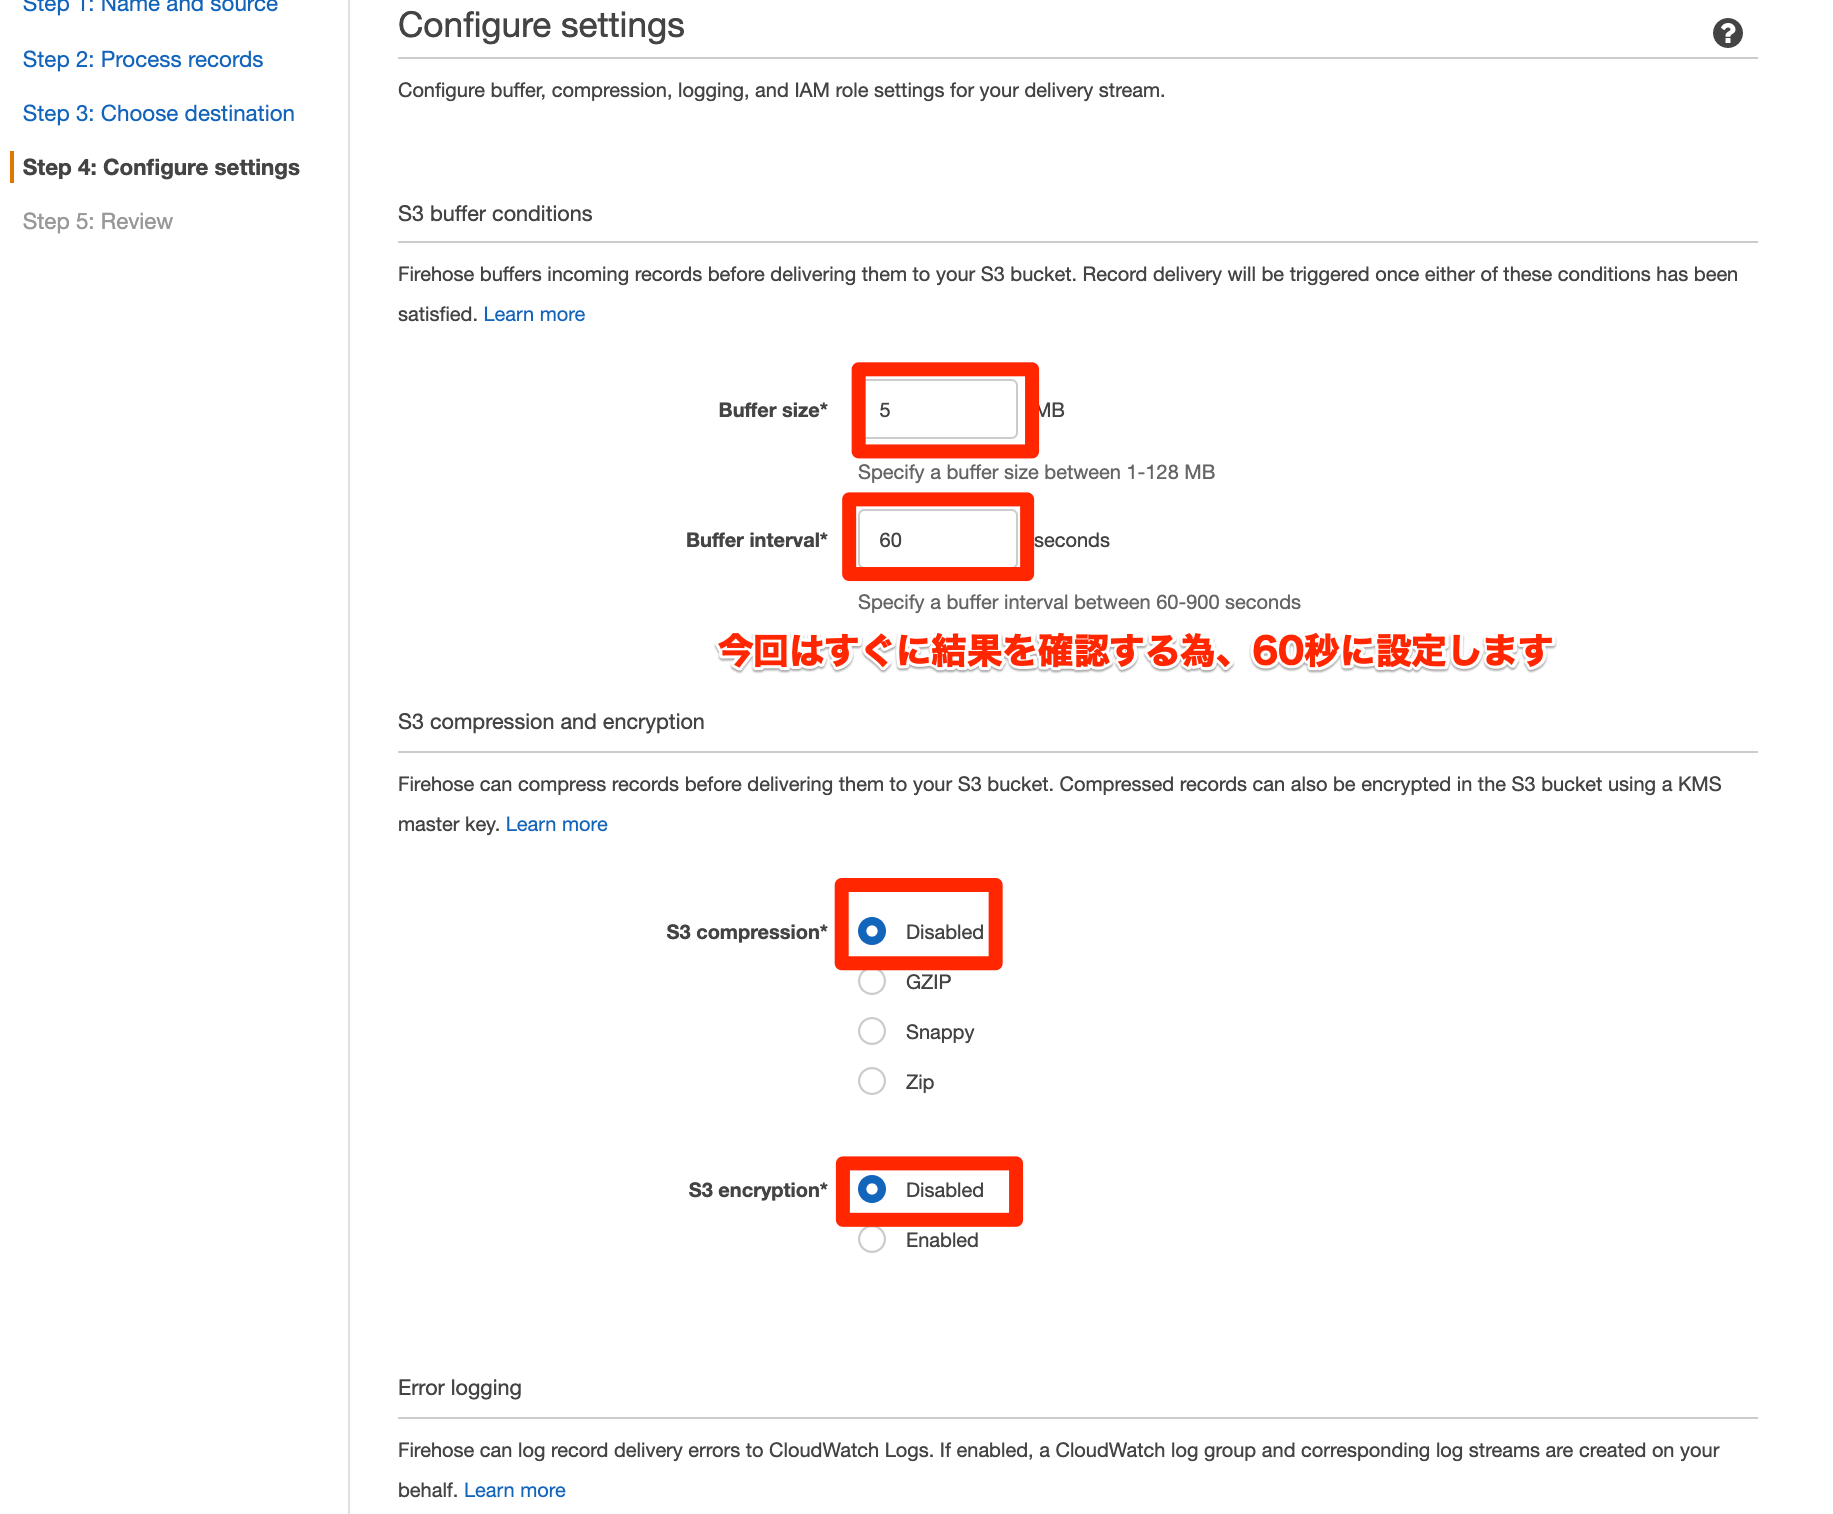 Step 1: Name and source
Step 2: Process records
Step 3: Choose destination
Step 4: Configure settings
Step 5: Review
Configure settings
Configure buffer, compression, logging, and IAM role settings for your delivery stream.
S3 buffer conditions
Firehose buffers incoming records before delivering them to your S3 bucket. Record delivery will be triggered once either of these conditions has been
satisfied. Learn more
Buffer size* 5 MB
Specify a buffer size between 1-128 MB
Buffer interval* 60 seconds
Specify a buffer interval between 60-900 seconds
今回はすぐに結果を確認する為、60秒に設定します
S3 compression and encryption
Firehose can compress records before delivering them to your S3 bucket. Compressed records can also be encrypted in the S3 bucket using a KMS
master key. Learn more
S3 compression* Disabled
GZIP
Snappy
Zip
S3 encryption* Disabled
Enabled
Error logging
Firehose can log record delivery errors to CloudWatch Logs. If enabled, a CloudWatch log group and corresponding log streams are created on your
behalf. Learn more